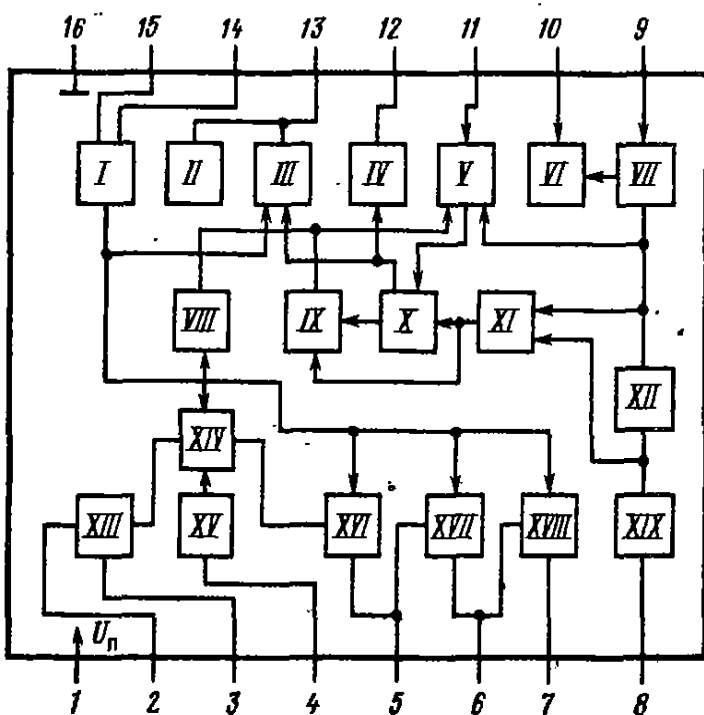 16 15 14 13 12 11 10 9
I II III IV V VI VII
VIII IX X XI
XII
XIV
XIII XV XVI XVII XVIII XIX
Uп
1 2 3 4 5 6 7 8